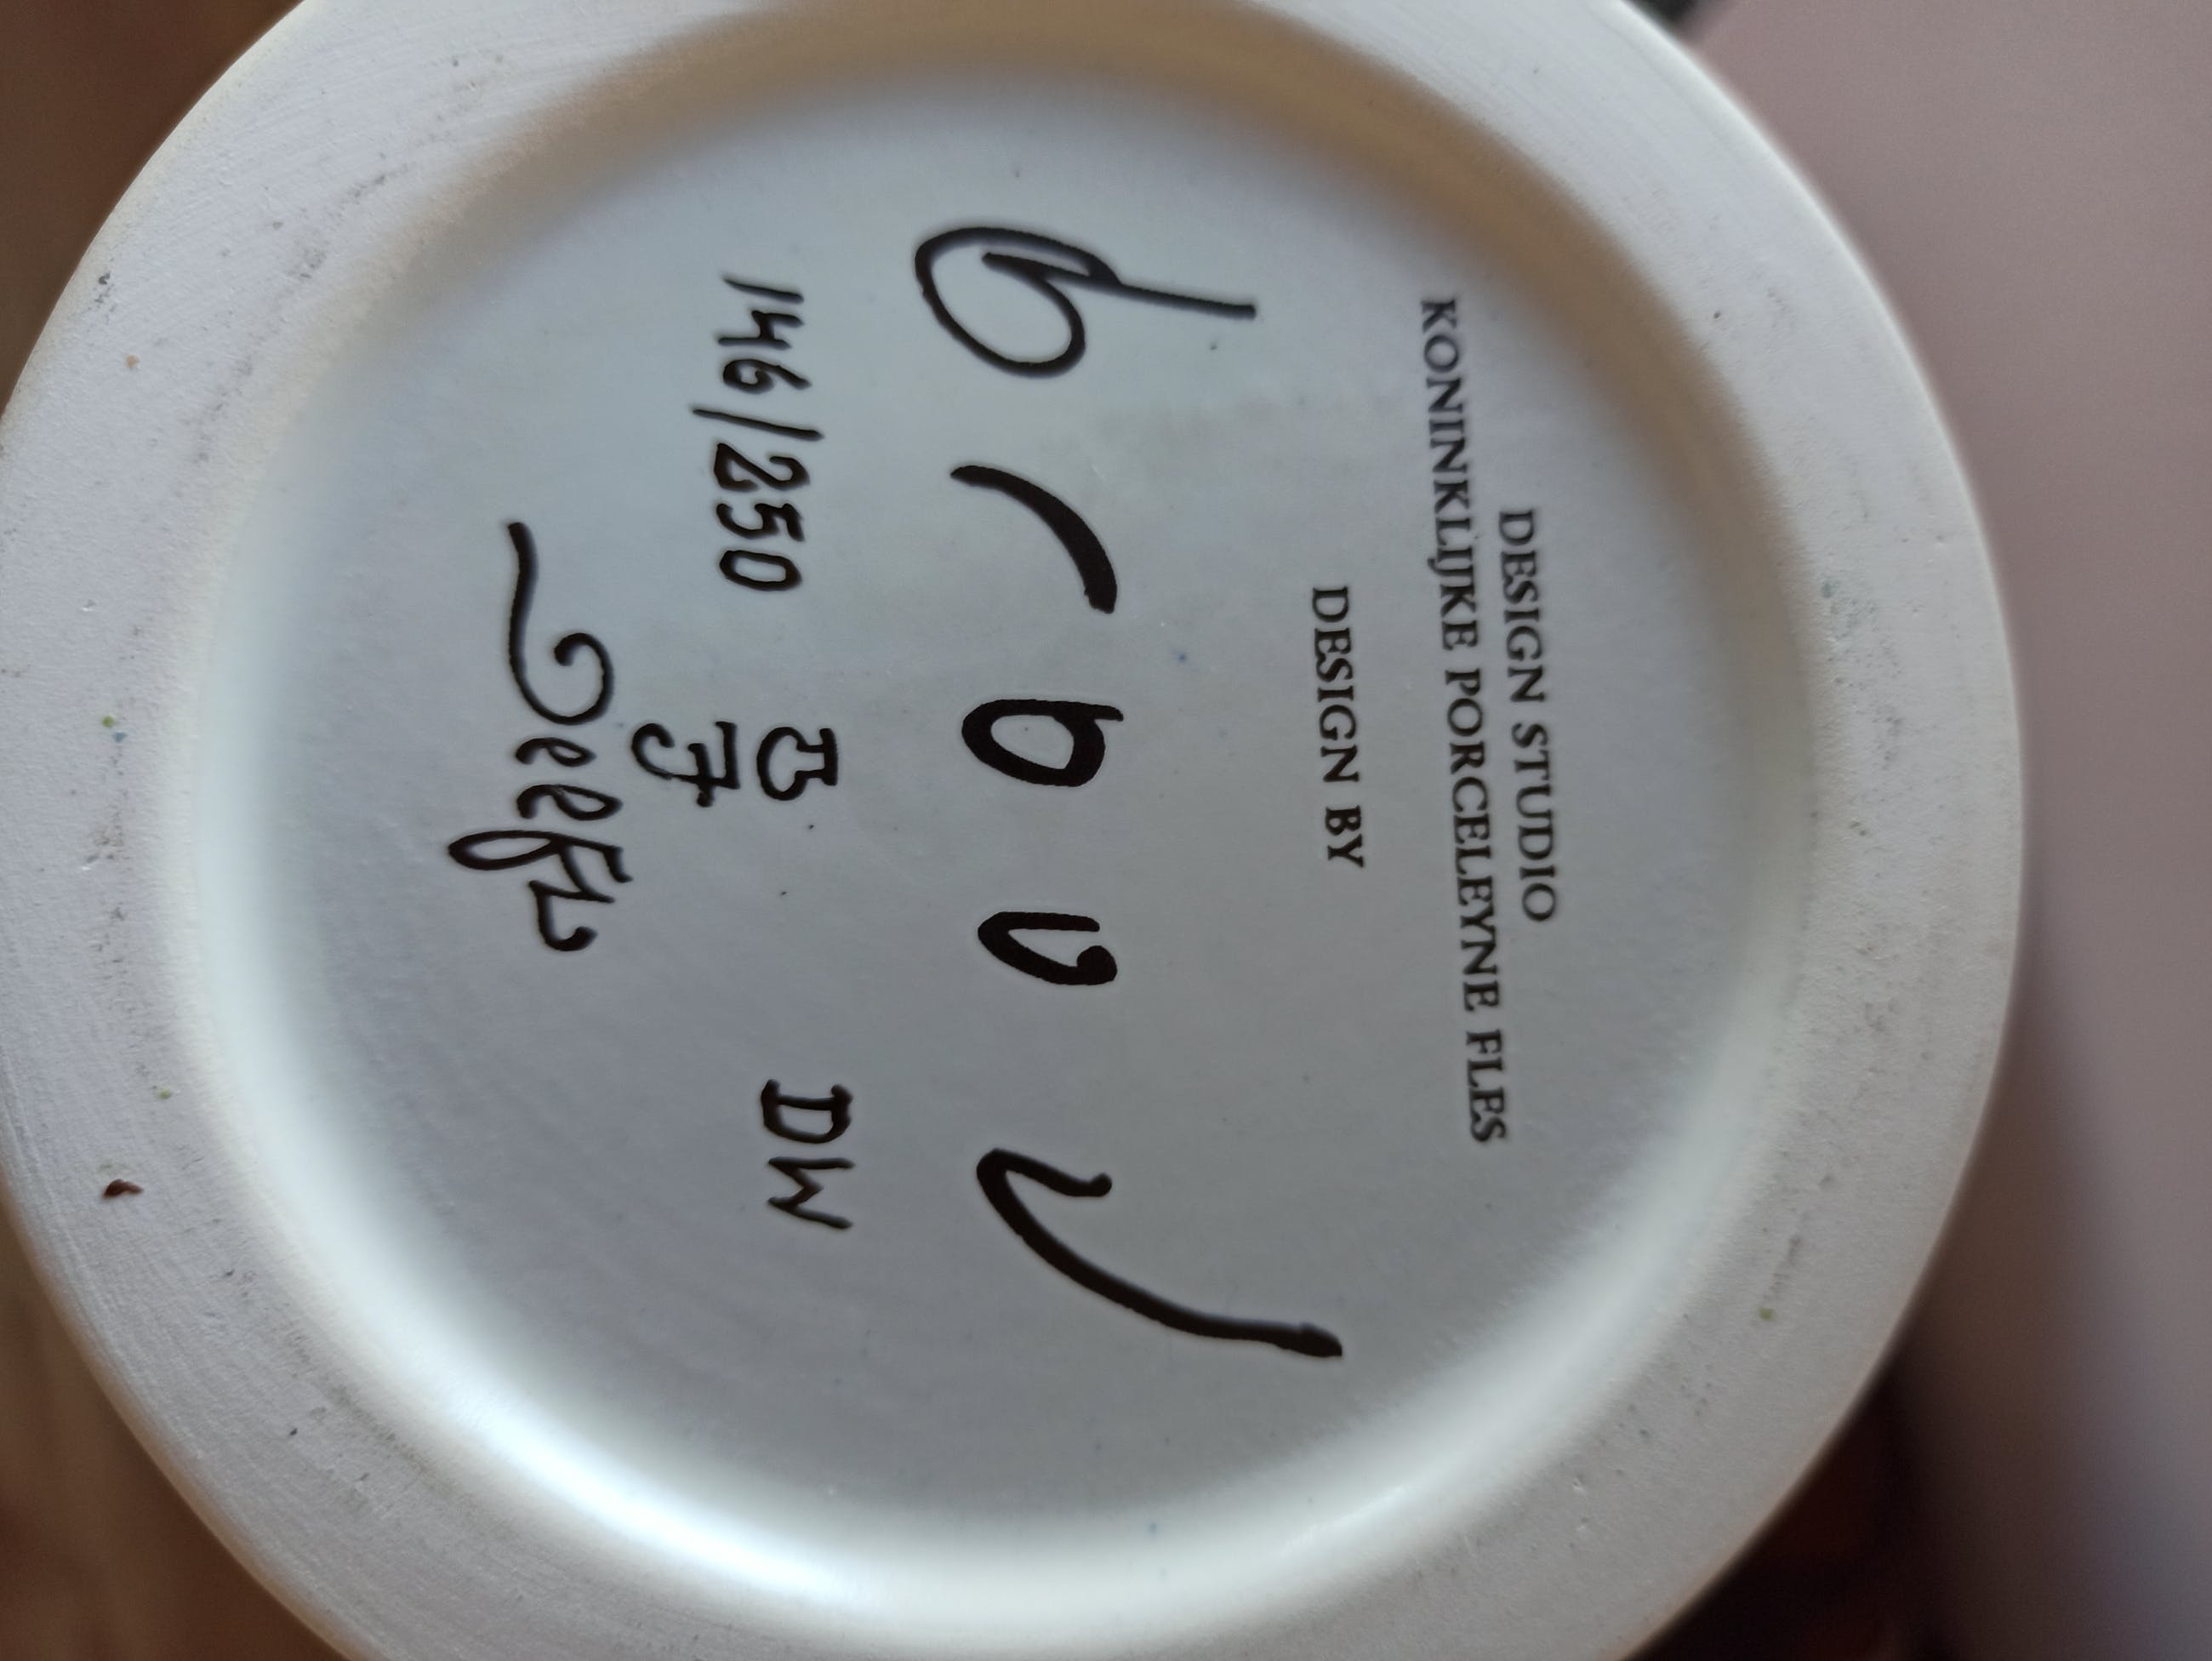 DESIGN STUDIO
KONINKLIJKE PORCELEYNE FLES
DESIGN BY
146/250 DW
Delft